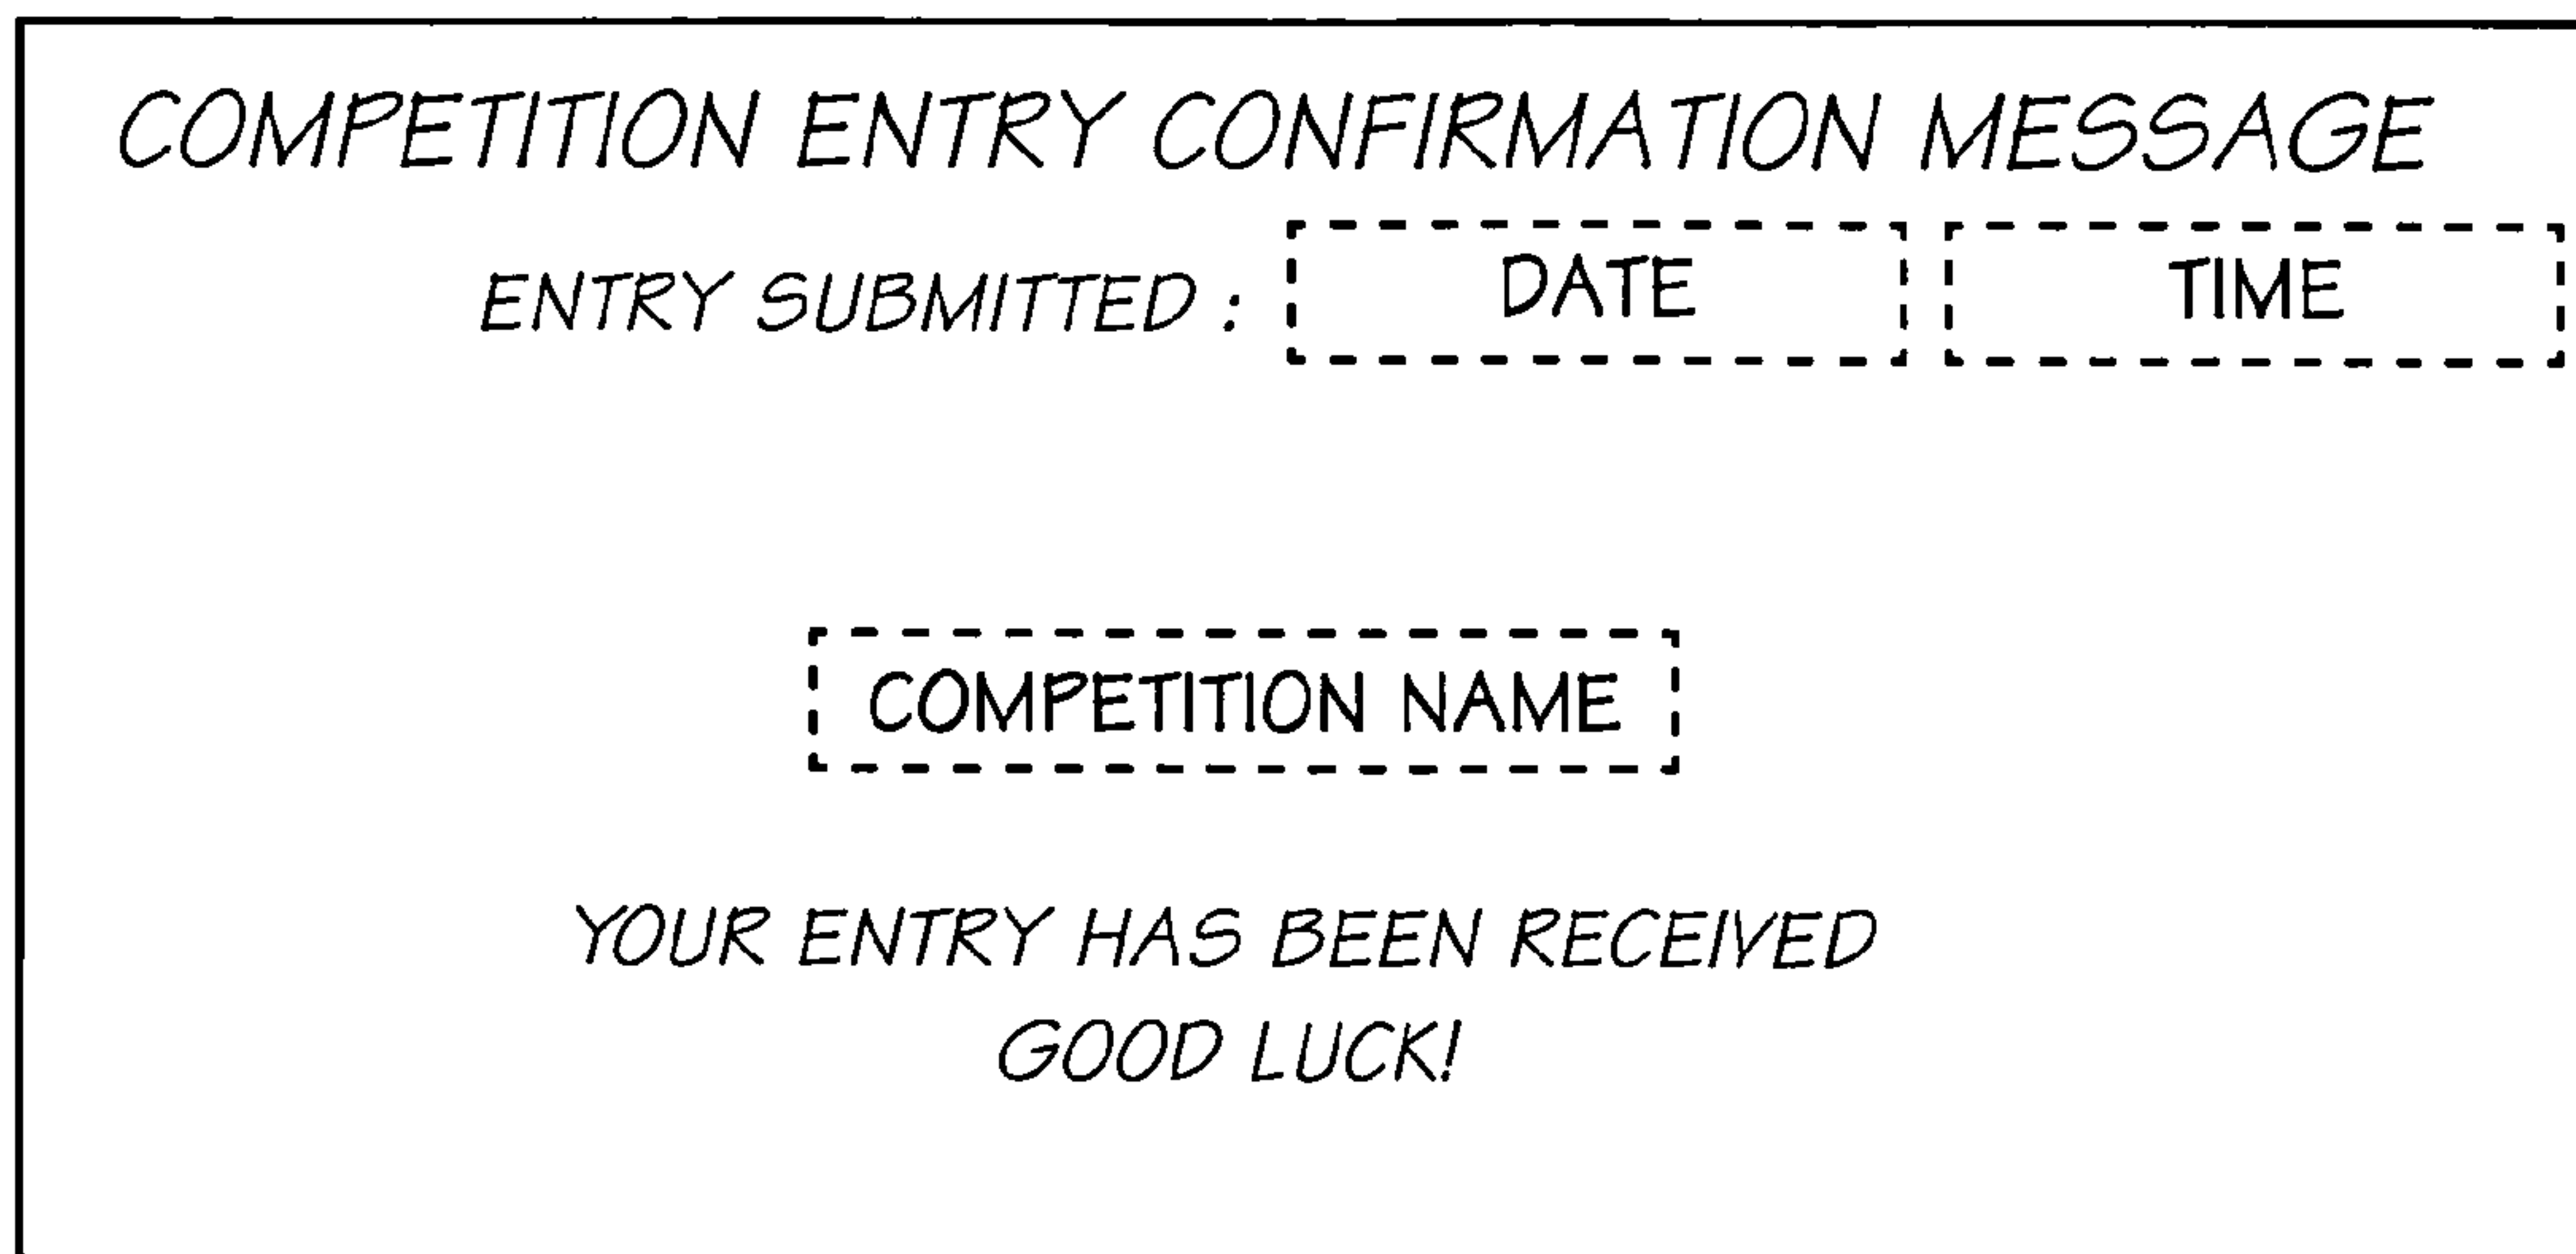 COMPETITION ENTRY CONFIRMATION MESSAGE
ENTRY SUBMITTED : DATE TIME
COMPETITION NAME
YOUR ENTRY HAS BEEN RECEIVED
GOOD LUCK!